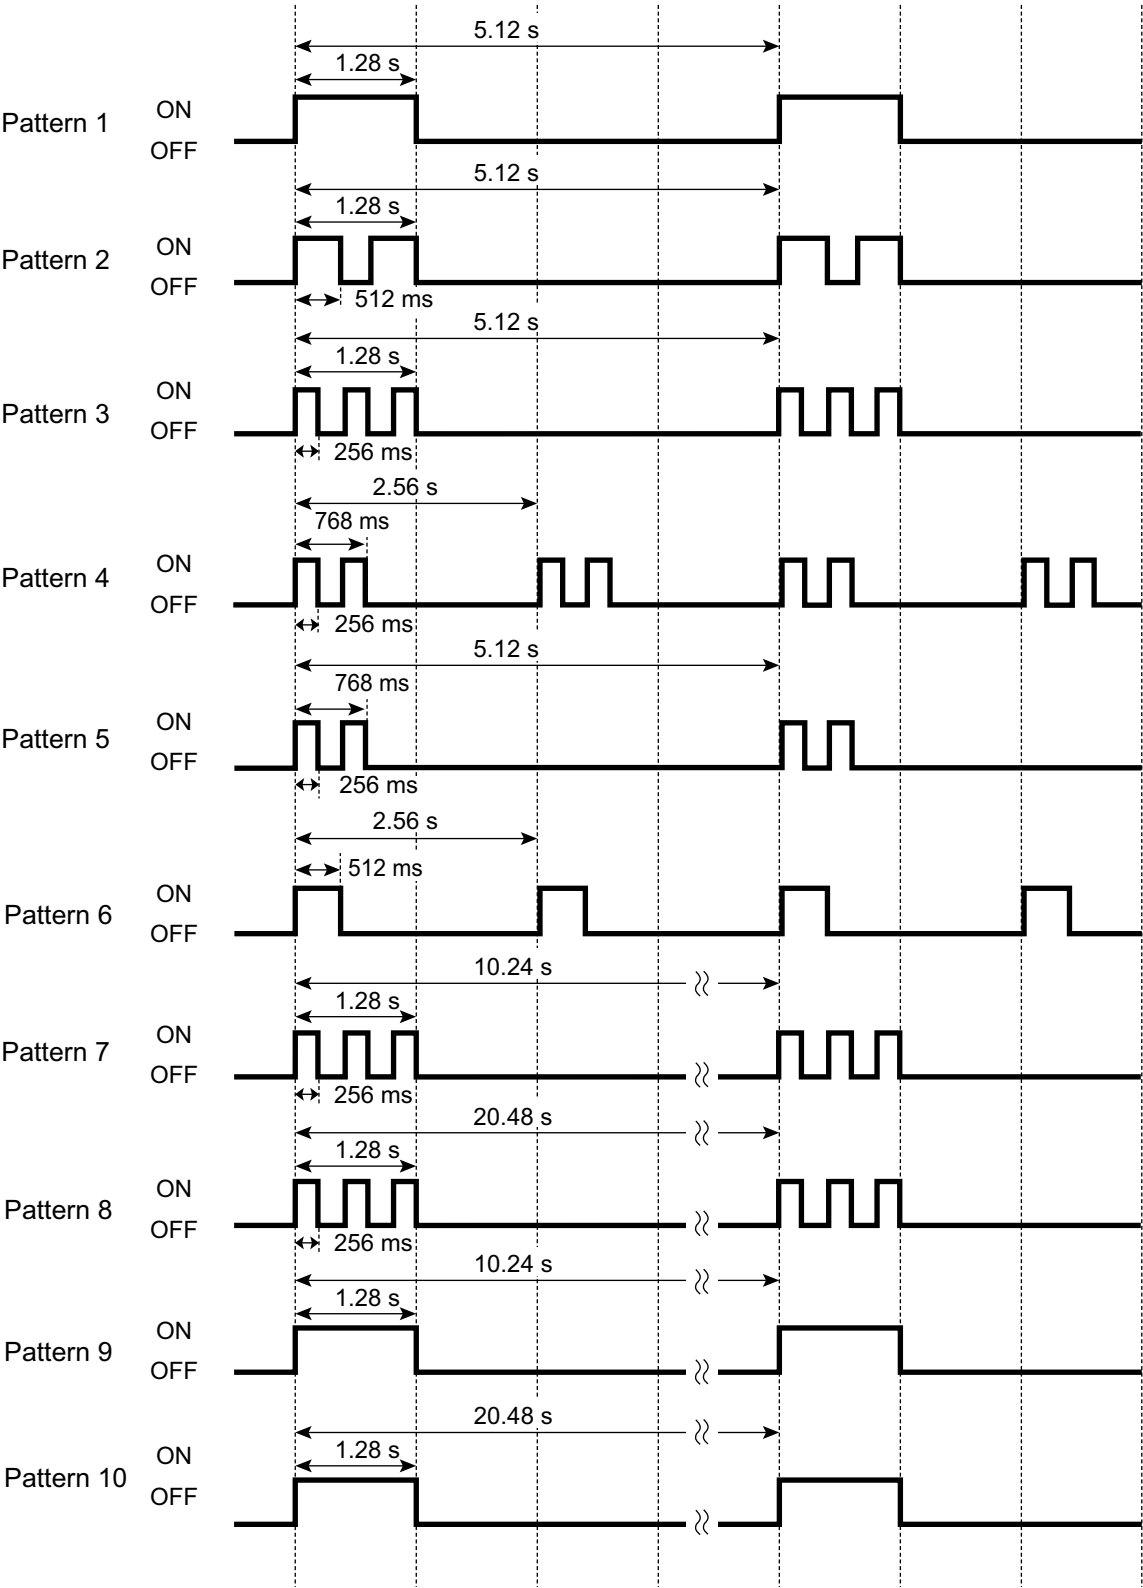 5.12 s
1.28 s
Pattern 1
ON
OFF
5.12 s
1.28 s
Pattern 2
ON
OFF
512 ms
5.12 s
1.28 s
Pattern 3
ON
OFF
256 ms
2.56 s
768 ms
Pattern 4
ON
OFF
256 ms
5.12 s
768 ms
Pattern 5
ON
OFF
256 ms
2.56 s
512 ms
Pattern 6
ON
OFF
10.24 s
1.28 s
Pattern 7
ON
OFF
256 ms
20.48 s
1.28 s
Pattern 8
ON
OFF
256 ms
10.24 s
1.28 s
Pattern 9
ON
OFF
20.48 s
1.28 s
Pattern 10
ON
OFF